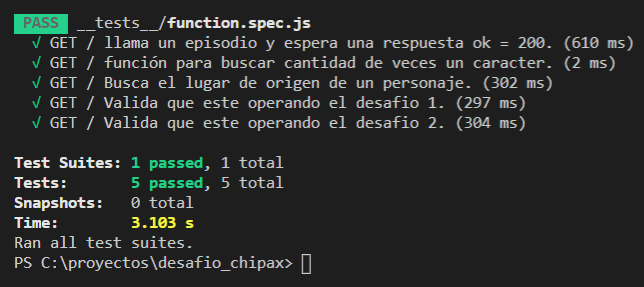 PASS __tests__/function.spec.js
√ GET / llama un episodio y espera una respuesta ok = 200. (610 ms)
√ GET / función para buscar cantidad de veces un caracter. (2 ms)
√ GET / Busca el lugar de origen de un personaje. (302 ms)
√ GET / Valida que este operando el desafio 1. (297 ms)
√ GET / Valida que este operando el desafio 2. (304 ms)
Test Suites: 1 passed, 1 total
Tests: 5 passed, 5 total
Snapshots: 0 total
Time: 3.103 s
Ran all test suites.
PS C:\proyectos\desafio_chipax>